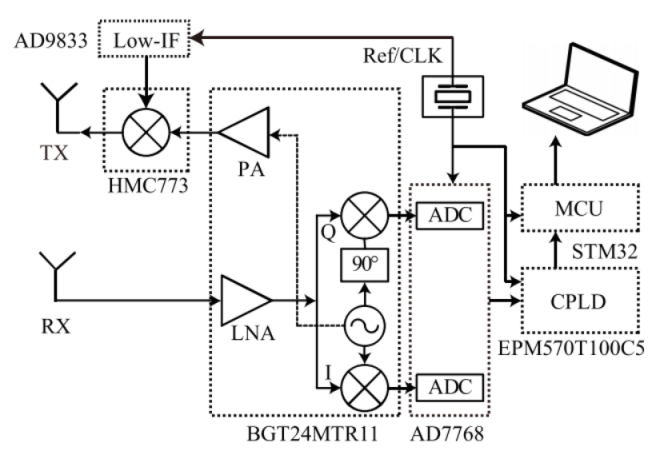 AD9833
Low-IF
Ref/CLK
TX
HMC773
PA
Q
ADC
MCU
STM32
90°
CPLD
RX
LNA
EPM570T100C5
I
ADC
BGT24MTR11
AD7768